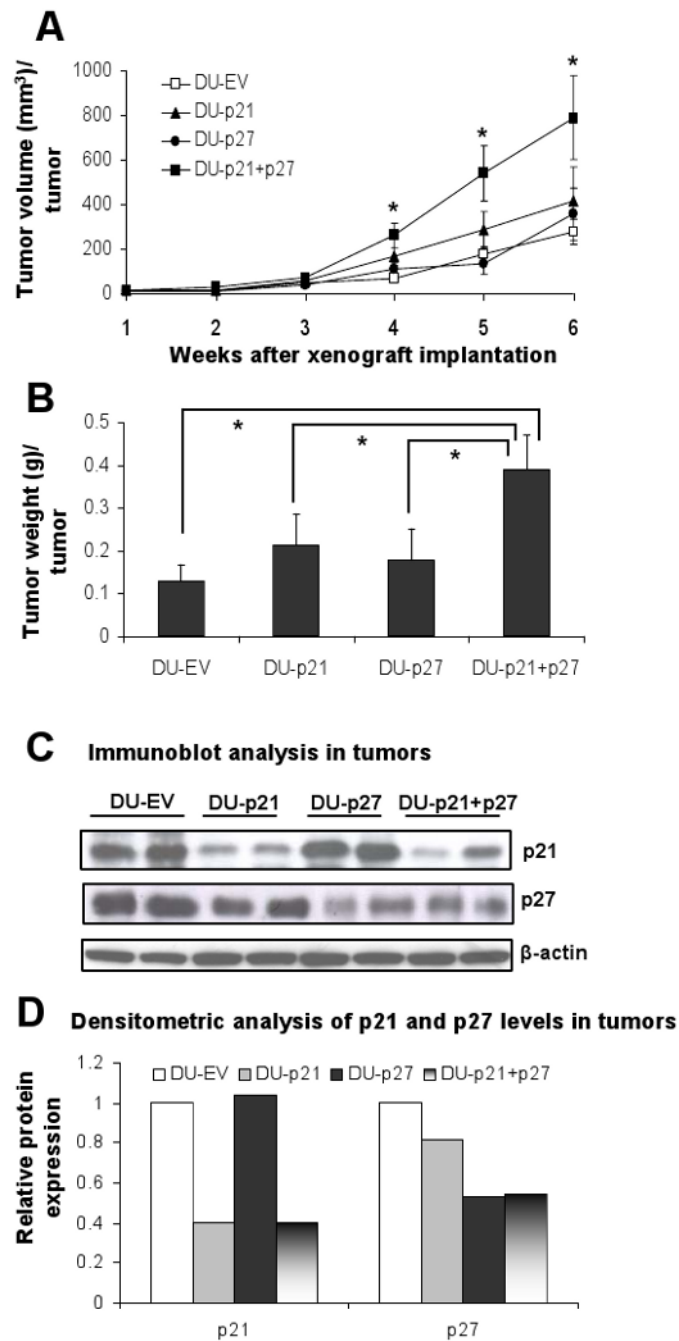 A
Tumor volume (mm³)/
tumor
1000
800
600
400
200
0
DU-EV
DU-p21
DU-p27
DU-p21+p27
*
*
*
1 2 3 4 5 6
Weeks after xenograft implantation
B
Tumor weight (g)/
tumor
0.5
0.4
0.3
0.2
0.1
0
* * *
DU-EV DU-p21 DU-p27 DU-p21+p27
C Immunoblot analysis in tumors
DU-EV DU-p21 DU-p27 DU-p21+p27
p21
p27
β-actin
D Densitometric analysis of p21 and p27 levels in tumors
Relative protein
expression
1.2
1
0.8
0.6
0.4
0.2
0
DU-EV DU-p21 DU-p27 DU-p21+p27
p21 p27